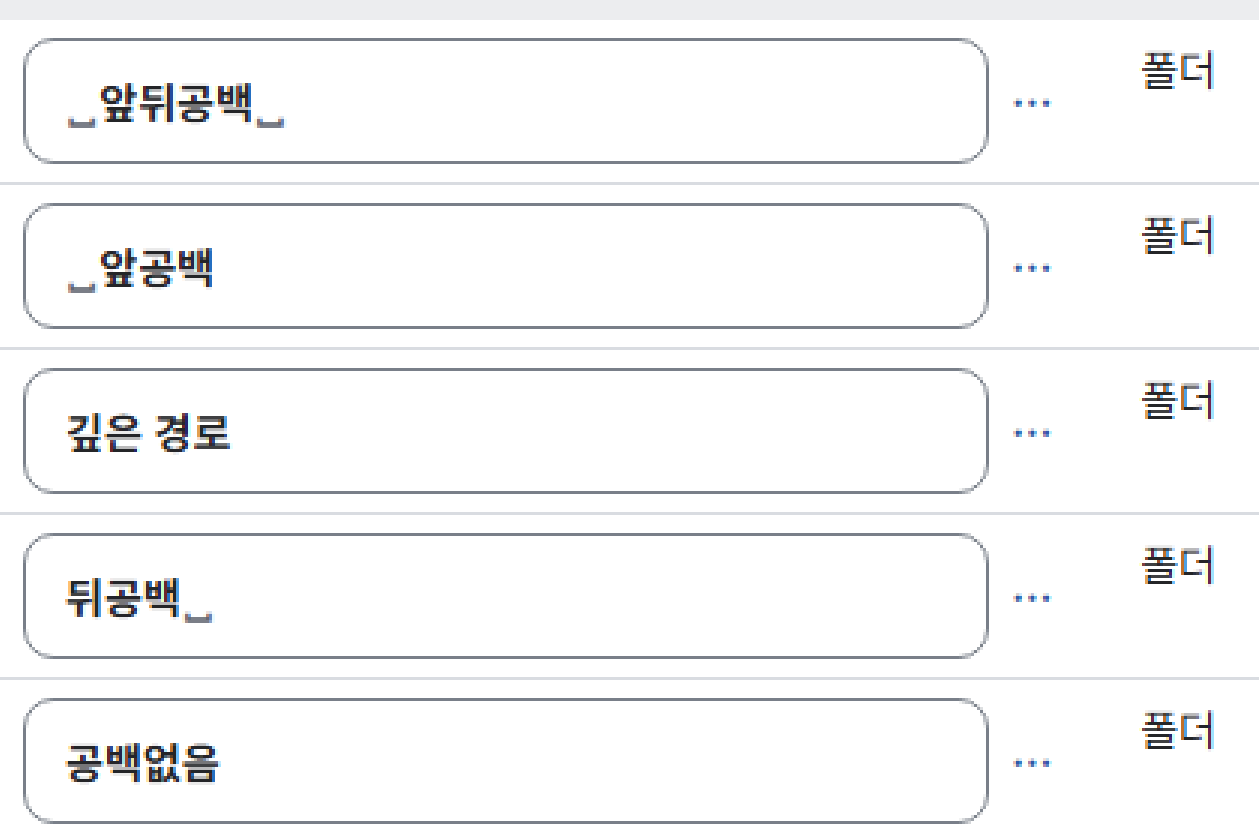 ␣앞뒤공백␣ ... 폴더
␣앞공백 ... 폴더
깊은 경로 ... 폴더
뒤공백␣ ... 폴더
공백없음 ... 폴더